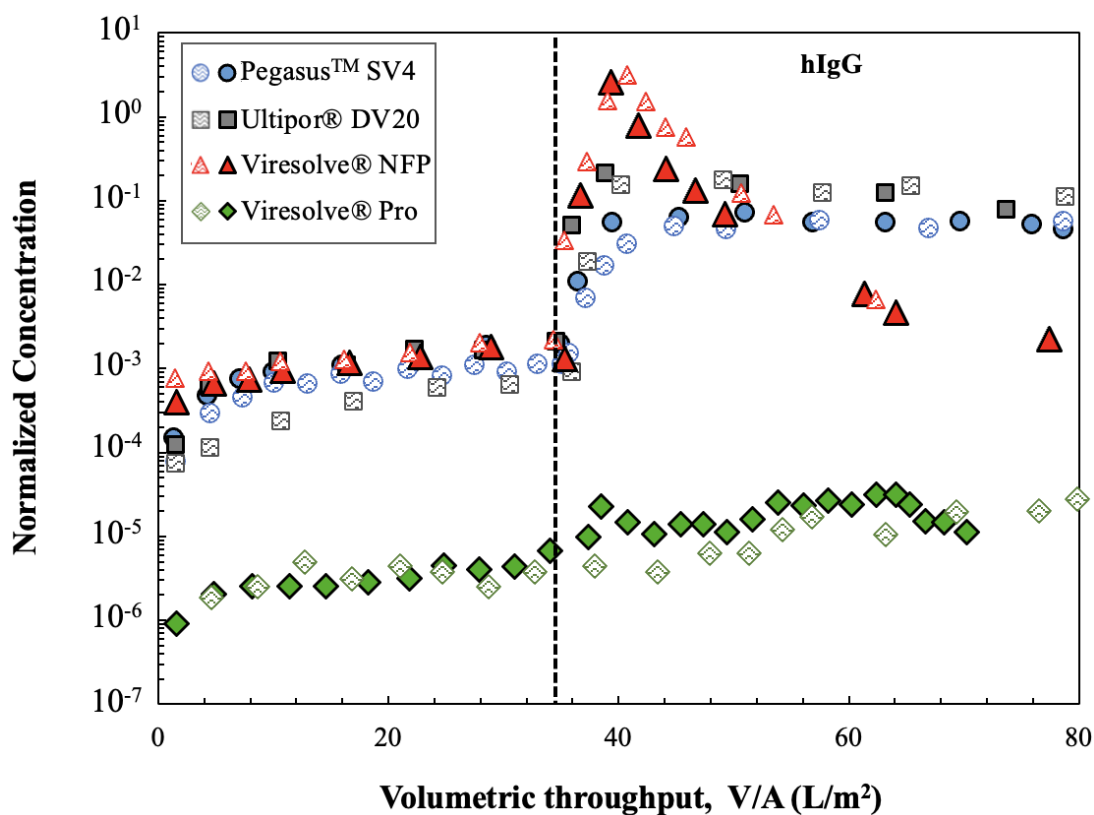 Normalized Concentration
10¹
10⁰
10⁻¹
10⁻²
10⁻³
10⁻⁴
10⁻⁵
10⁻⁶
10⁻⁷
Pegasus™ SV4
Ultipor® DV20
Viresolve® NFP
Viresolve® Pro
hIgG
0 20 40 60 80
Volumetric throughput, V/A (L/m²)